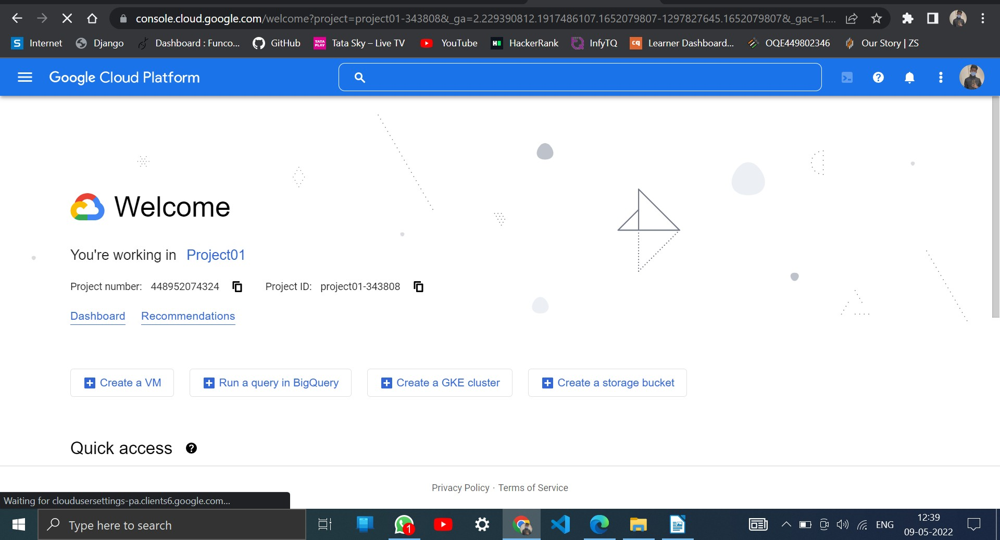 console.cloud.google.com/welcome?project=project01-343808&_ga=2.229390812.1917486107.1652079807-1297827645.1652079807&_gac=1....
S Internet Django Dashboard : Funco... GitHub TATA PLAY Tata Sky – Live TV YouTube H HackerRank InfyTQ cq Learner Dashboard... OQE449802346 Our Story | ZS
Google Cloud Platform
Welcome
You're working in Project01
Project number: 448952074324 Project ID: project01-343808
Dashboard Recommendations
Create a VM Run a query in BigQuery Create a GKE cluster Create a storage bucket
Quick access
Privacy Policy · Terms of Service
Waiting for cloudusersettings-pa.clients6.google.com...
Type here to search 1 ENG 12:39
09-05-2022